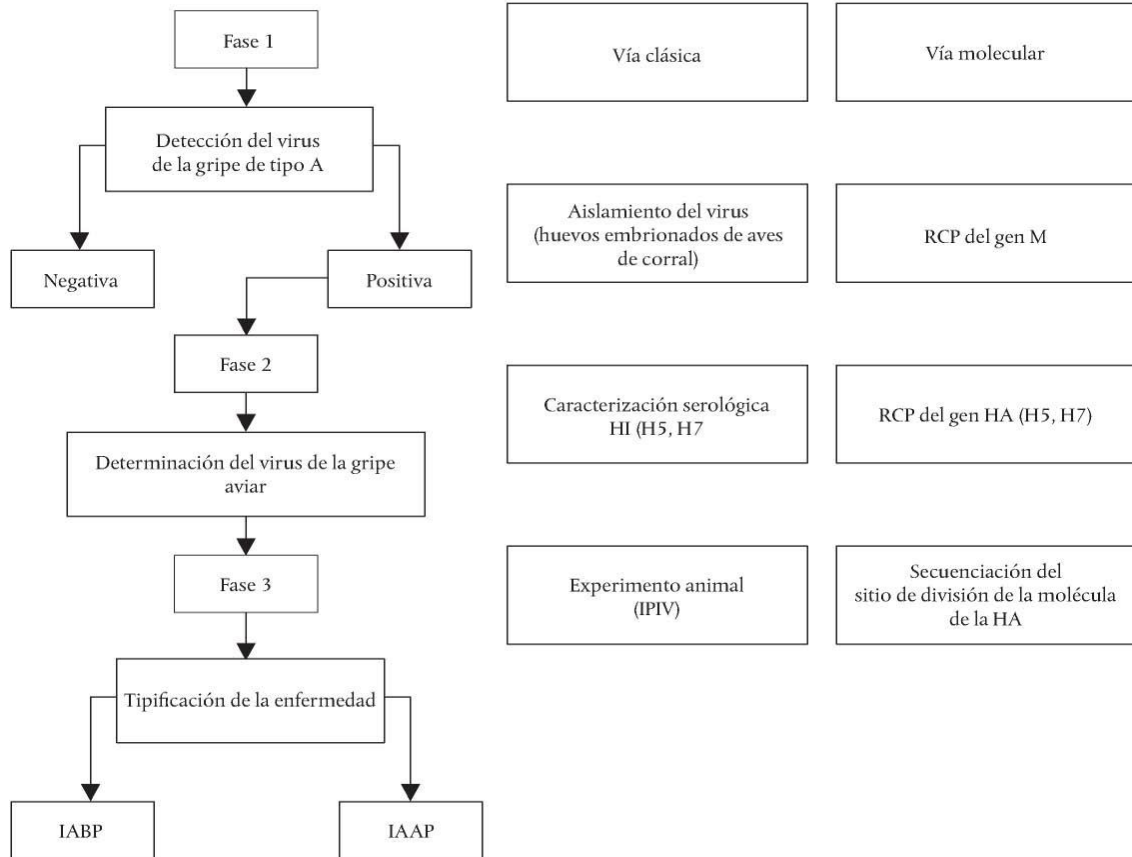 Fase 1
Detección del virus
de la gripe de tipo A
Negativa
Positiva
Fase 2
Determinación del virus de la gripe
aviar
Fase 3
Tipificación de la enfermedad
IABP
IAAP
Vía clásica
Vía molecular
Aislamiento del virus
(huevos embrionados de aves
de corral)
RCP del gen M
Caracterización serológica
HI (H5, H7
RCP del gen HA (H5, H7)
Experimento animal
(IPIV)
Secuenciación del
sitio de división de la molécula
de la HA